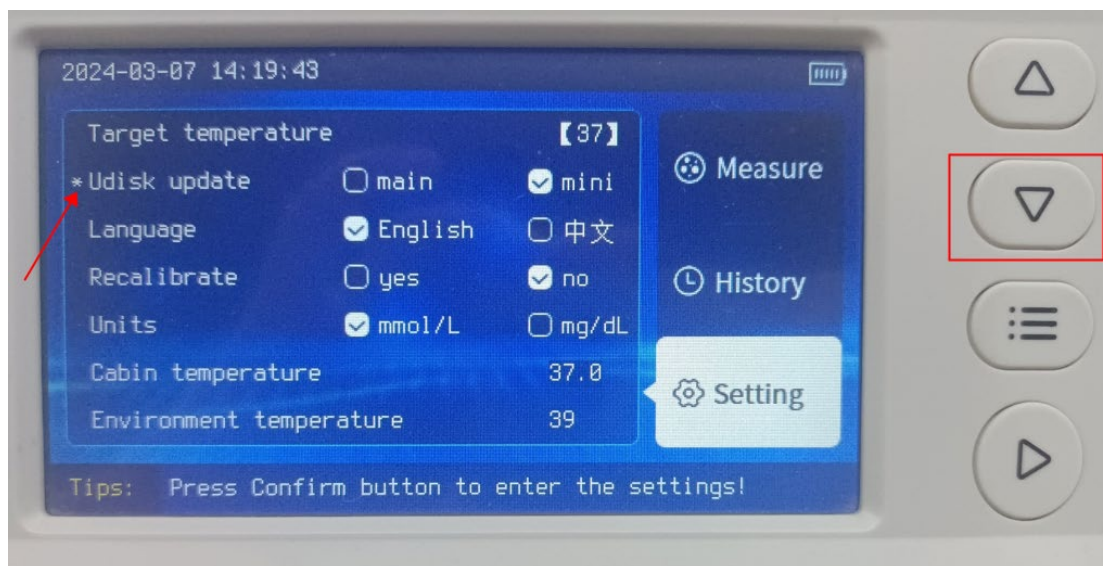 2024-03-07 14:19:43
Target temperature 【37】
*Udisk update main mini
Language English 中文
Recalibrate yes no
Units mmol/L mg/dL
Cabin temperature 37.0
Environment temperature 39
Measure
History
Setting
Tips: Press Confirm button to enter the settings!